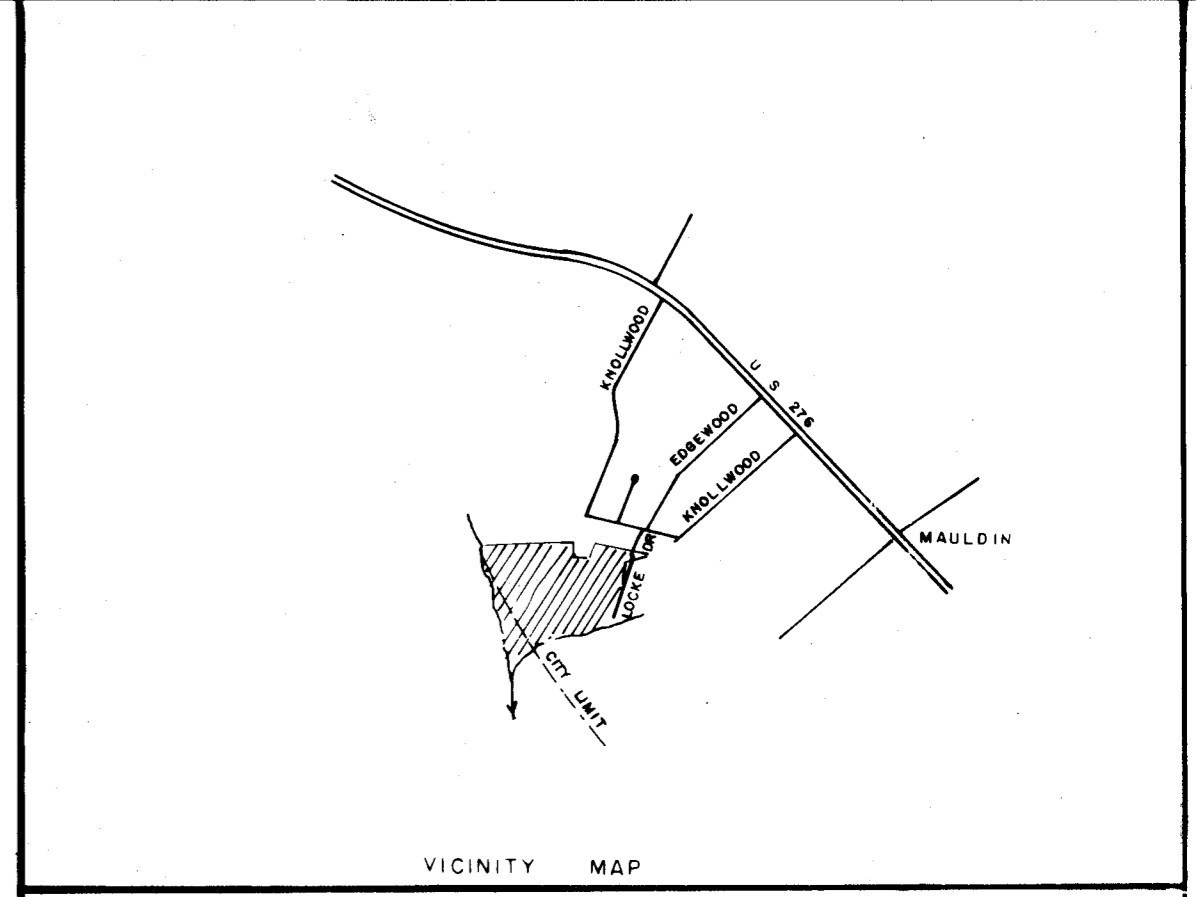 KNOLLWOOD
U S 276
EDGEWOOD
KNOLLWOOD
MAULDIN
LOCKE DR
CITY LIMIT
VICINITY MAP